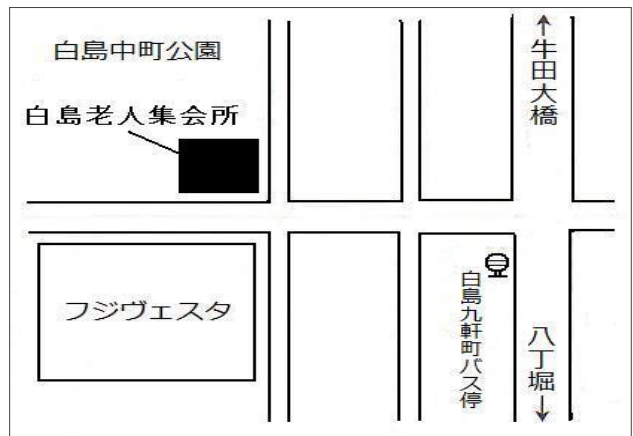 白島中町公園
白島老人集会所
↑牛田大橋
フジヴェスタ
白島九軒町バス停
八丁堀↓